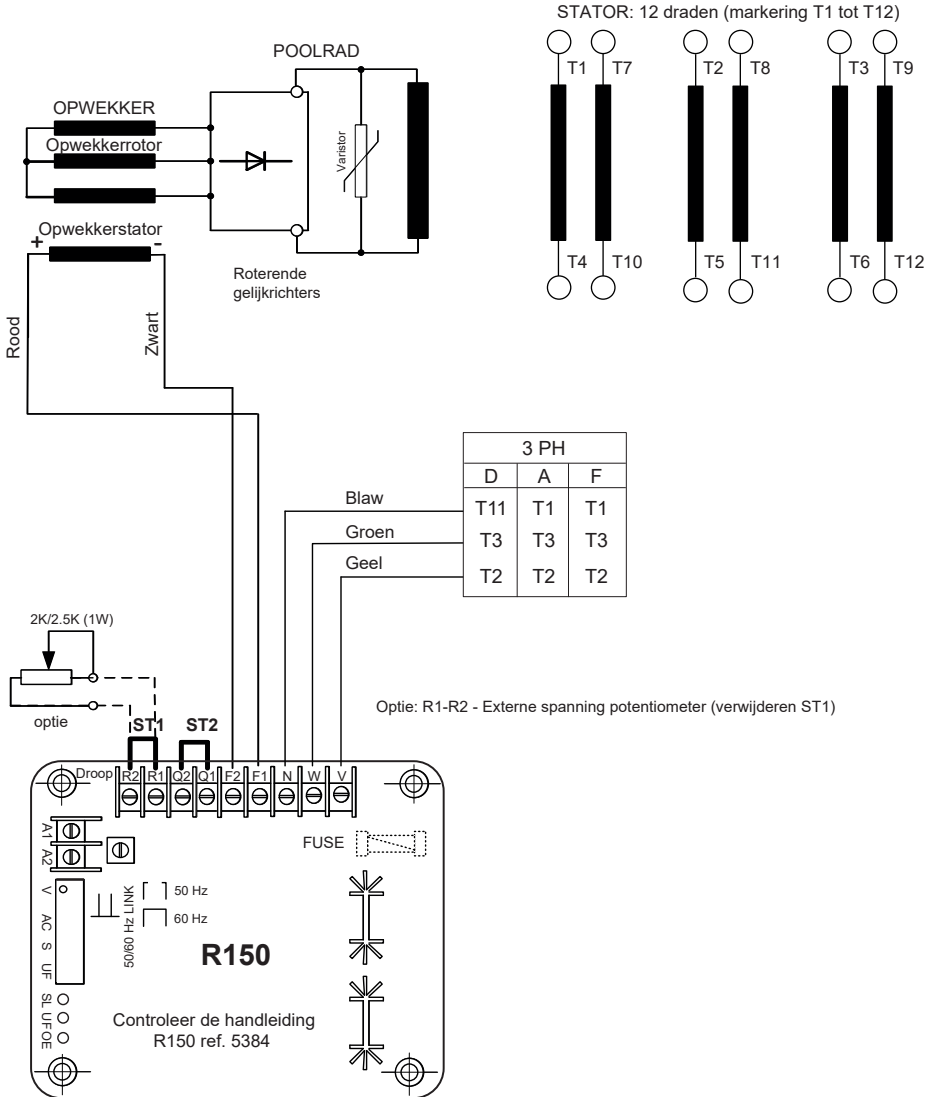 STATOR: 12 draden (markering T1 tot T12)
T1 T7 T2 T8 T3 T9
T4 T10 T5 T11 T6 T12
POOLRAD
OPWEKKER
Opwekkerrotor
Varistor
Opwekkerstator
+ -
Roterende
gelijkrichters
Rood
Zwart
3 PH
D A F
T11 T1 T1
T3 T3 T3
T2 T2 T2
Blaw
Groen
Geel
2K/2.5K (1W)
optie
Optie: R1-R2 - Externe spanning potentiometer (verwijderen ST1)
ST1 ST2
Droop R2 R1 Q2 Q1 F2 F1 N W V
A1
A2
FUSE
V
AC
S
UF
50/60 Hz LINK
50 Hz
60 Hz
R150
SL
UF
OE
Controleer de handleiding
R150 ref. 5384